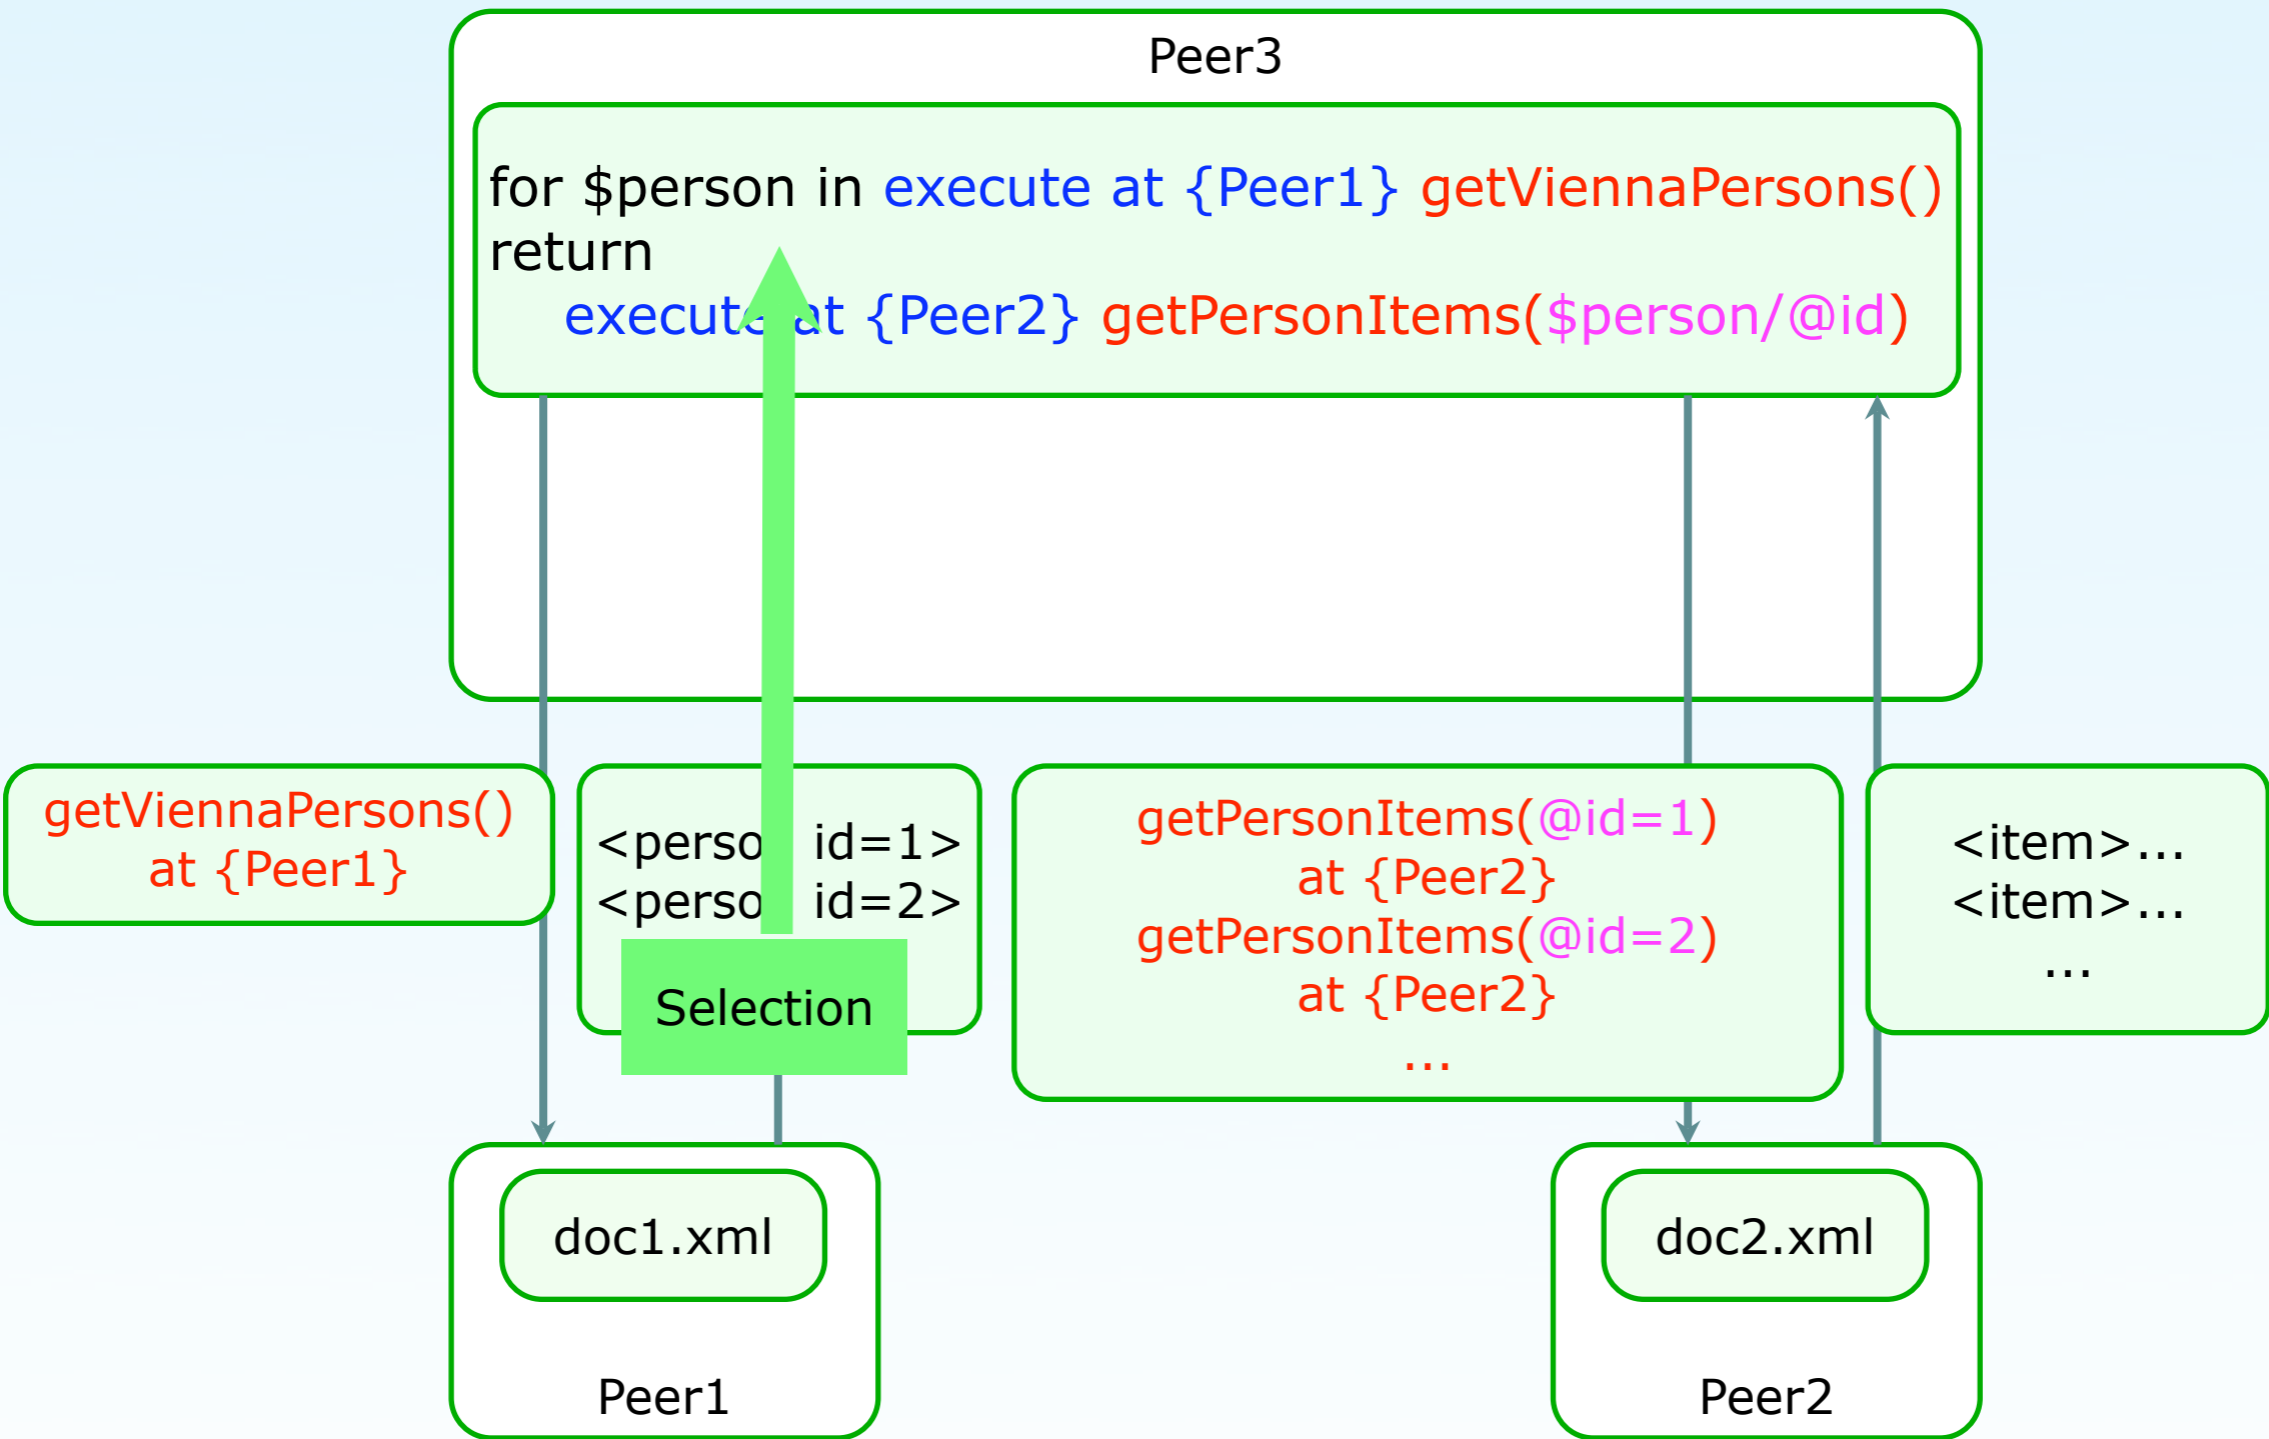 Peer3
for $person in execute at {Peer1} getViennaPersons()
return
execute at {Peer2} getPersonItems($person/@id)
getViennaPersons()
at {Peer1}
<perso id=1>
<perso id=2>
Selection
getPersonItems(@id=1)
at {Peer2}
getPersonItems(@id=2)
at {Peer2}
...
<item>...
<item>...
...
doc1.xml
Peer1
doc2.xml
Peer2